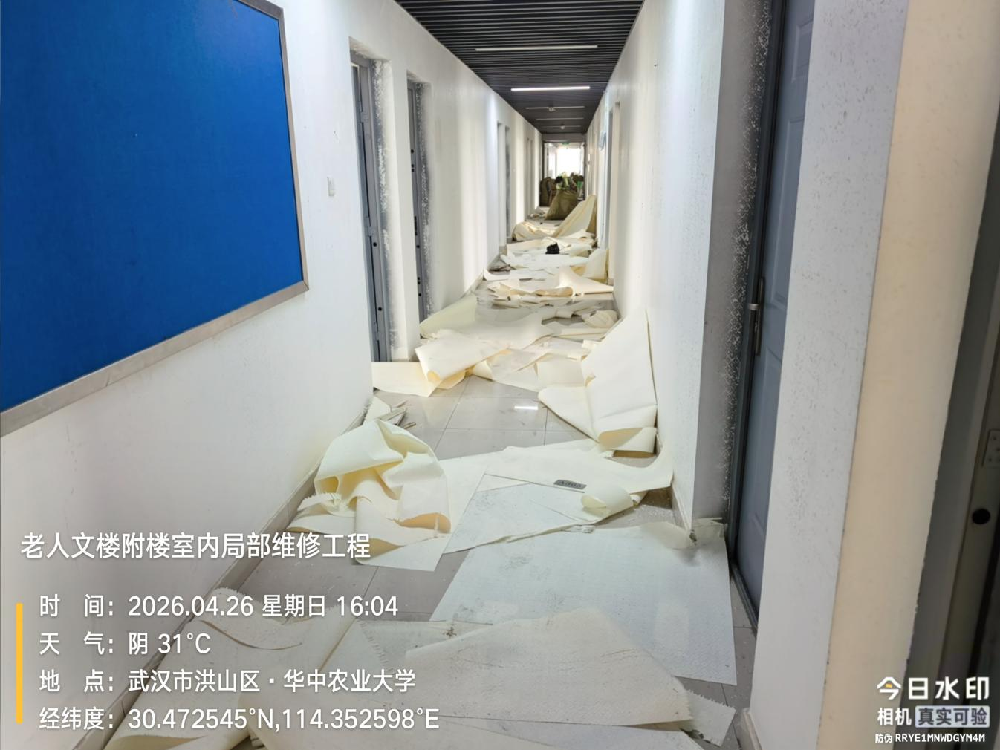 老人文楼附楼室内局部维修工程
时 间：2026.04.26 星期日 16:04
天 气：阴 31°C
地 点：武汉市洪山区·华中农业大学
经纬度：30.472545°N,114.352598°E
今日水印
相机 真实可验
防伪 RRYE1MNWDGYM4M